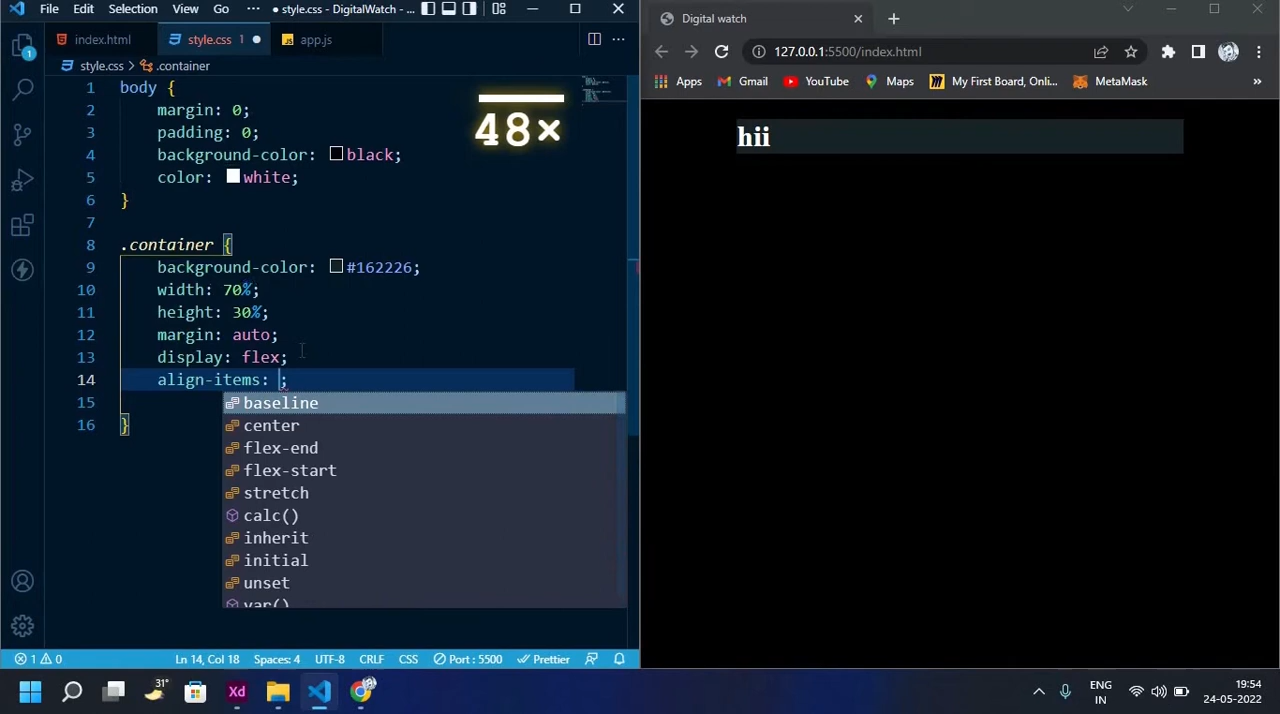 File Edit Selection View Go ··· ● style.css - DigitalWatch - ...
index.html style.css 1 ● app.js
style.css > .container
1 body {
2 margin: 0;
3 padding: 0;
4 background-color: black;
5 color: white;
6 }
7
8 .container {
9 background-color: #162226;
10 width: 70%;
11 height: 30%;
12 margin: auto;
13 display: flex;
14 align-items: ;
15
16 }
48×
baseline
center
flex-end
flex-start
stretch
calc()
inherit
initial
unset
var()
1
1 0 Ln 14, Col 18 Spaces: 4 UTF-8 CRLF CSS Port : 5500 Prettier
Digital watch
127.0.0.1:5500/index.html
Apps Gmail YouTube Maps My First Board, Onli... MetaMask »
hii
31°
Xd
ENG
IN
19:54
24-05-2022